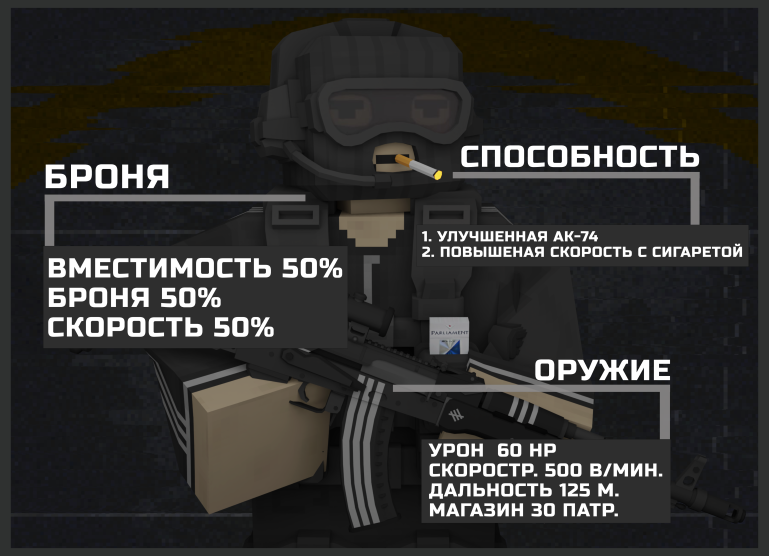 БРОНЯ
ВМЕСТИМОСТЬ 50%
БРОНЯ 50%
СКОРОСТЬ 50%
СПОСОБНОСТЬ
1. УЛУЧШЕННАЯ АК-74
2. ПОВЫШЕНАЯ СКОРОСТЬ С СИГАРЕТОЙ
PARLIAMENT
ОРУЖИЕ
УРОН 60 HP
СКОРОСТР. 500 В/МИН.
ДАЛЬНОСТЬ 125 М.
МАГАЗИН 30 ПАТР.